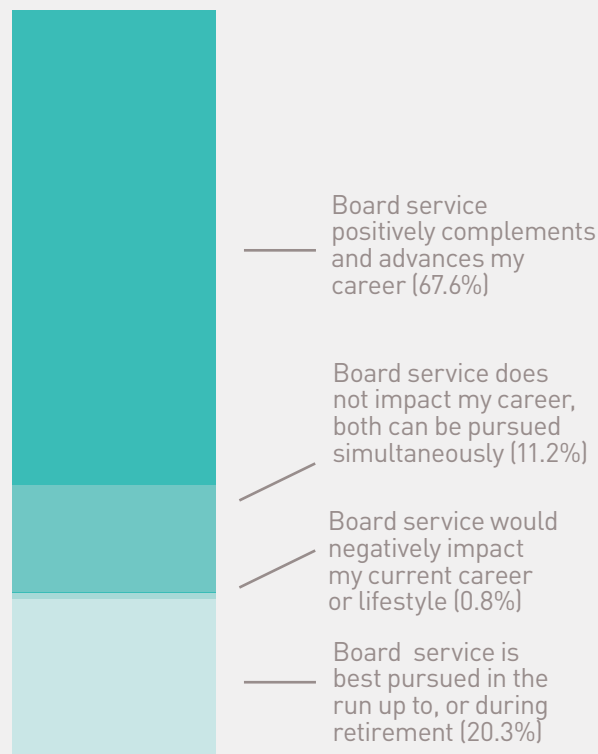 Board service
positively complements
and advances my
career (67.6%)
Board service does
not impact my career,
both can be pursued
simultaneously (11.2%)
Board service would
negatively impact
my current career
or lifestyle (0.8%)
Board  service is
best pursued in the
run up to, or during
retirement (20.3%)